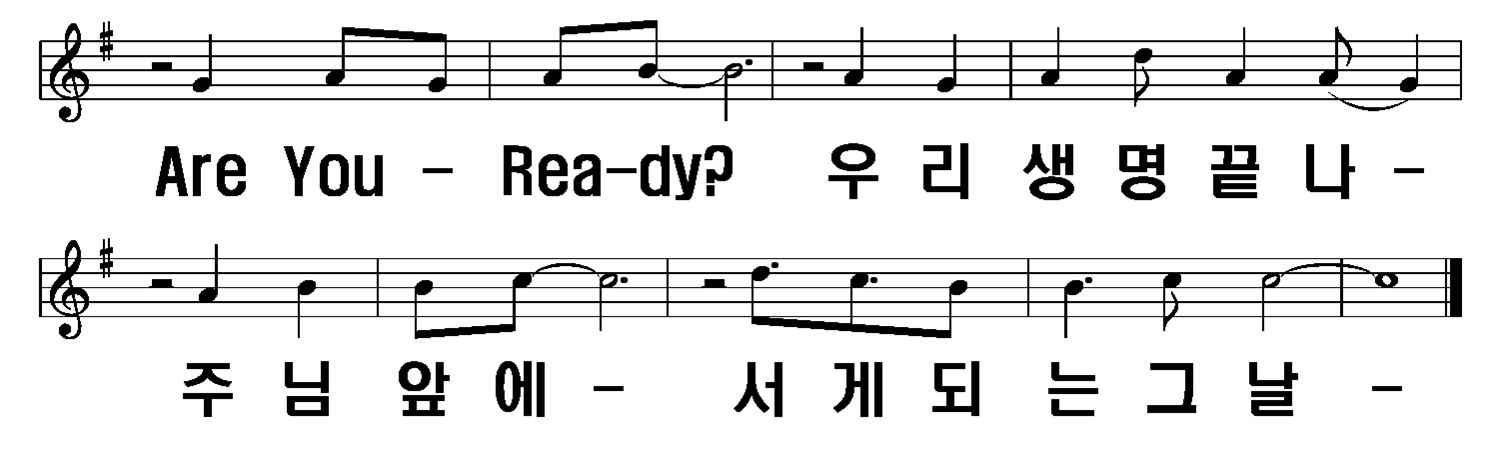 Are You - Rea-dy? 우 리 생 명 끝 나 -
주 님 앞 에 - 서 게 되 는 그 날 -